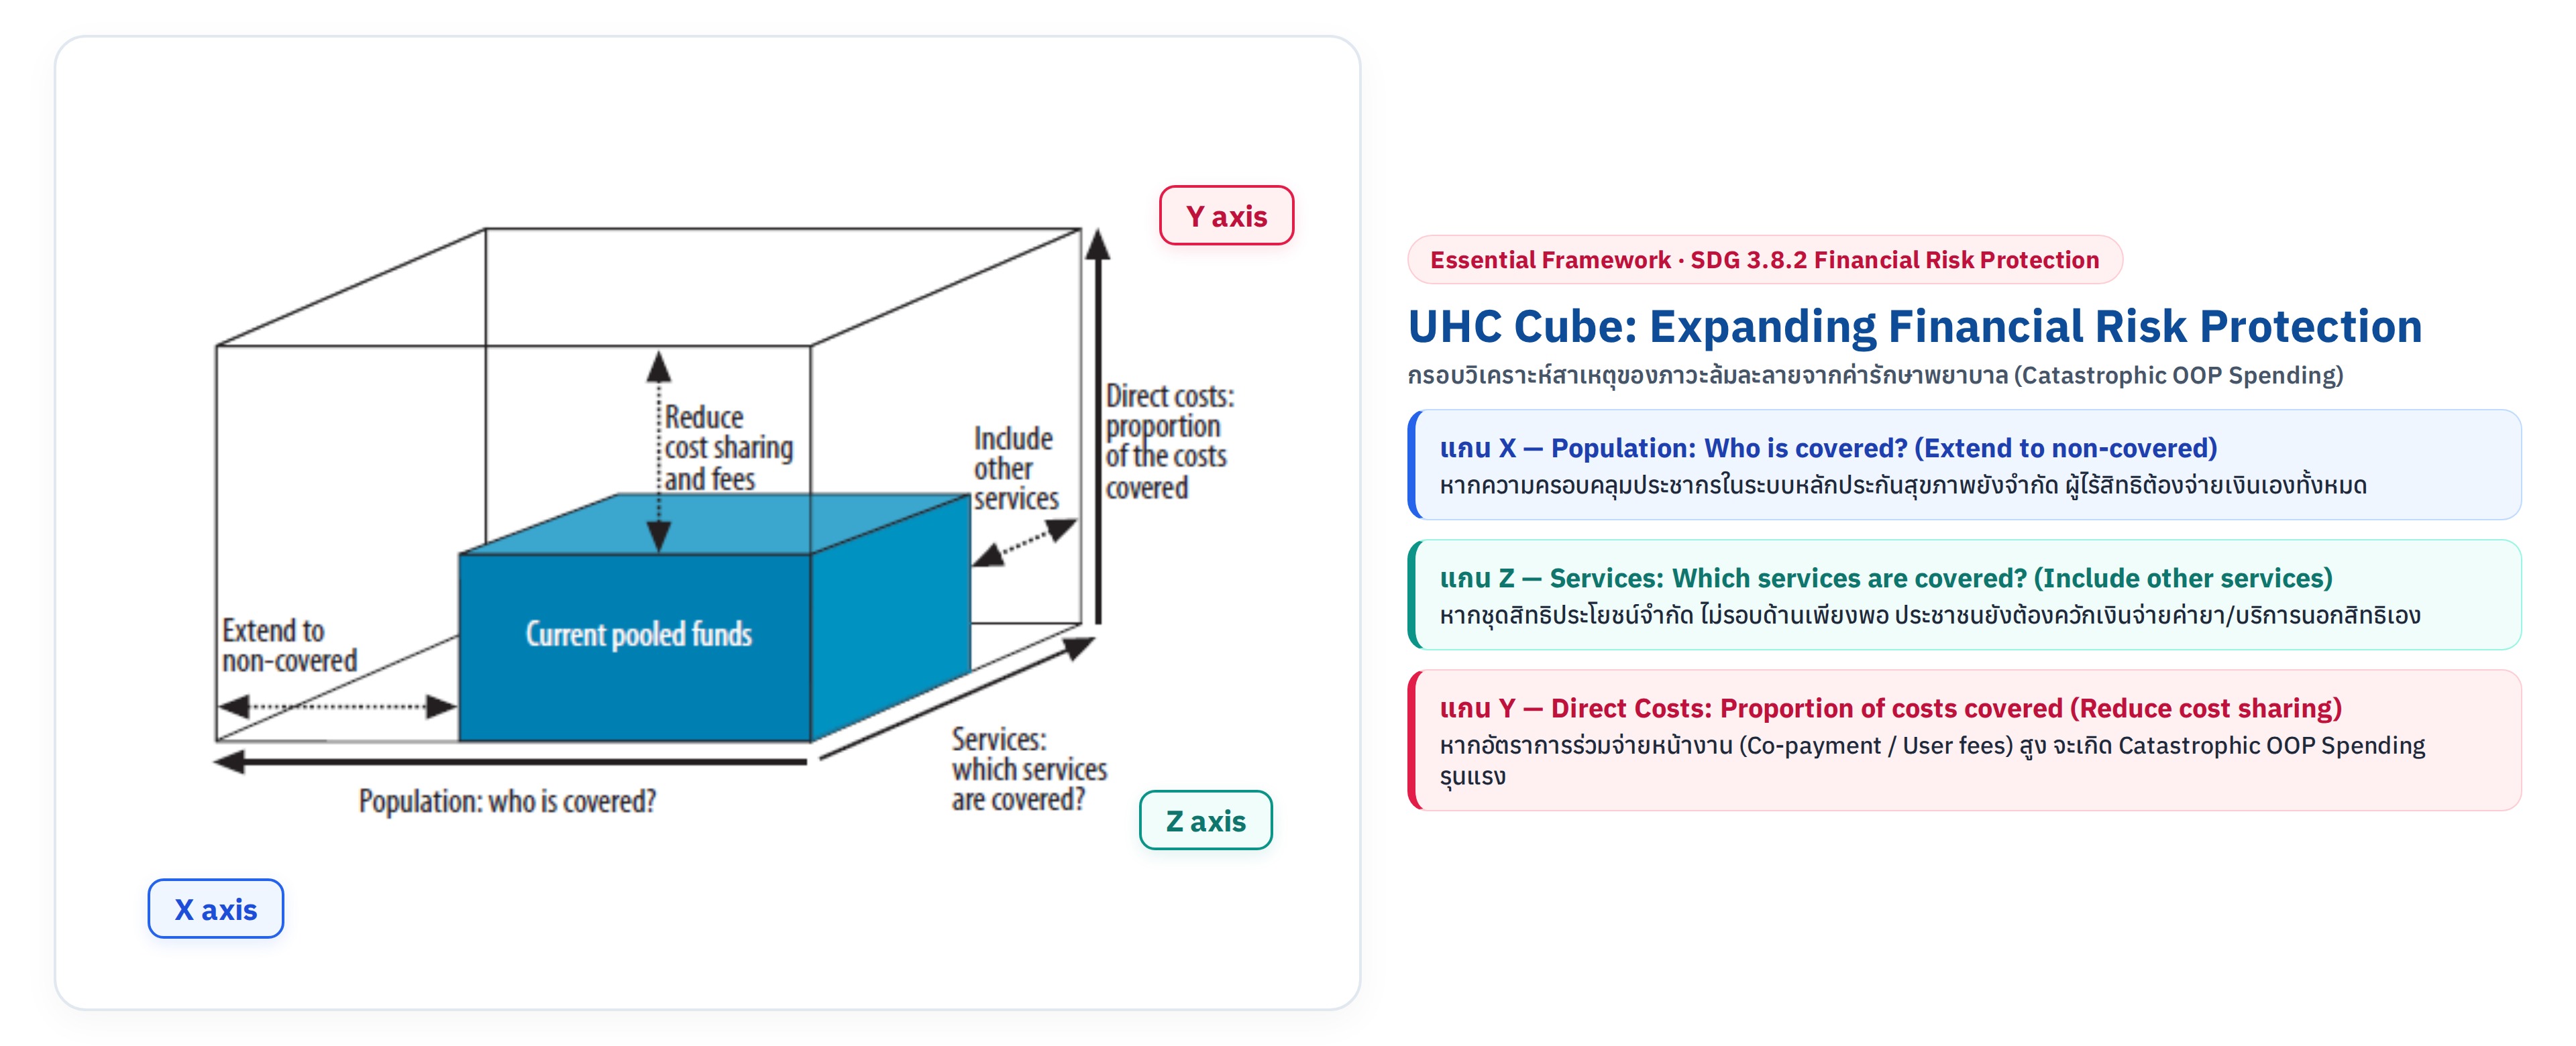 Y axis
Reduce
cost sharing
and fees
Include
other
services
Direct costs:
proportion
of the costs
covered
Extend to
non-covered
Current pooled funds
Population: who is covered?
Services:
which services
are covered?
Z axis
X axis
Essential Framework · SDG 3.8.2 Financial Risk Protection
UHC Cube: Expanding Financial Risk Protection
กรอบวิเคราะห์สาเหตุของภาวะล้มละลายจากค่ารักษาพยาบาล (Catastrophic OOP Spending)
แกน X — Population: Who is covered? (Extend to non-covered)
หากความครอบคลุมประชากรในระบบหลักประกันสุขภาพยังจำกัด ผู้ไร้สิทธิต้องจ่ายเงินเองทั้งหมด
แกน Z — Services: Which services are covered? (Include other services)
หากชุดสิทธิประโยชน์จำกัด ไม่รอบด้านเพียงพอ ประชาชนยังต้องควักเงินจ่ายค่ายา/บริการนอกสิทธิเอง
แกน Y — Direct Costs: Proportion of costs covered (Reduce cost sharing)
หากอัตราการร่วมจ่ายหน้างาน (Co-payment / User fees) สูง จะเกิด Catastrophic OOP Spending
รุนแรง